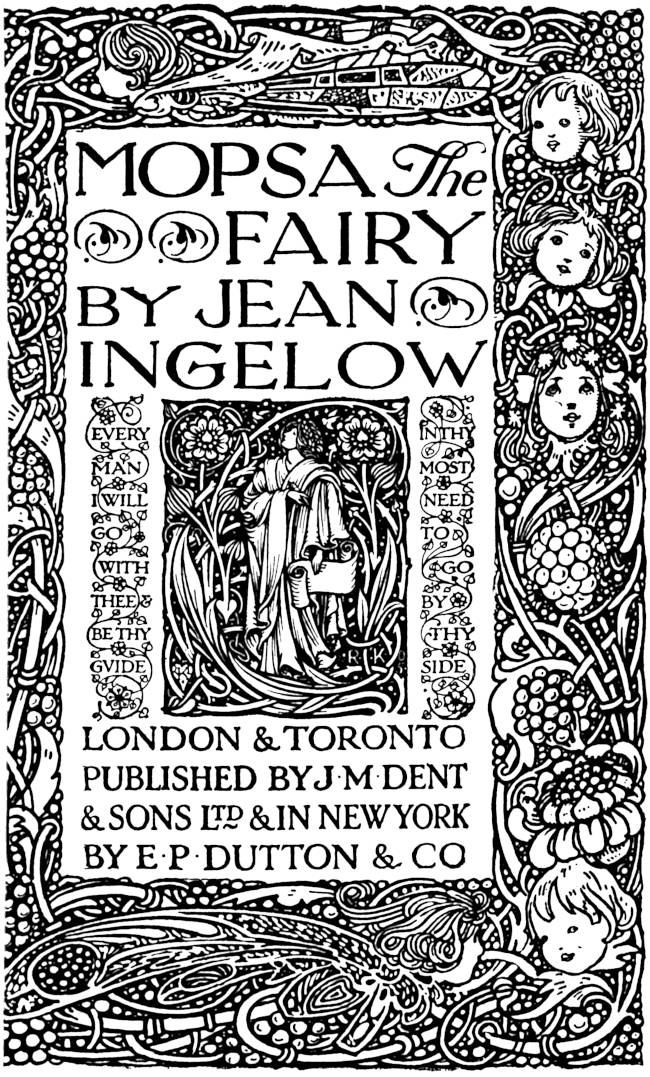 MOPSA The
FAIRY
BY JEAN
INGELOW
EVERY
MAN
I WILL
GO
WITH
THEE &
BE THY
GVIDE
IN THY
MOST
NEED
TO
GO
BY
THY
SIDE
RLK
LONDON & TORONTO
PUBLISHED BY J·M·DENT
& SONS LTD & IN NEW YORK
BY E·P·DUTTON & CO